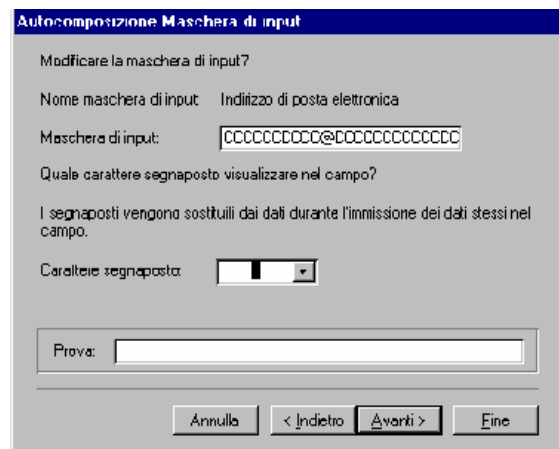 Autocomposizione Maschera di input
Modificare la maschera di input?
Nome maschera di input: Indirizzo di posta elettronica
Maschera di input: CCCCCCCCCC@CCCCCCCCCCCCC
Quale carattere segnaposto visualizzare nel campo?
I segnaposti vengono sostituiti dai dati durante l'immissione dei dati stessi nel
campo.
Carattere segnaposto:
Prova:
Annulla < Indietro Avanti > Fine